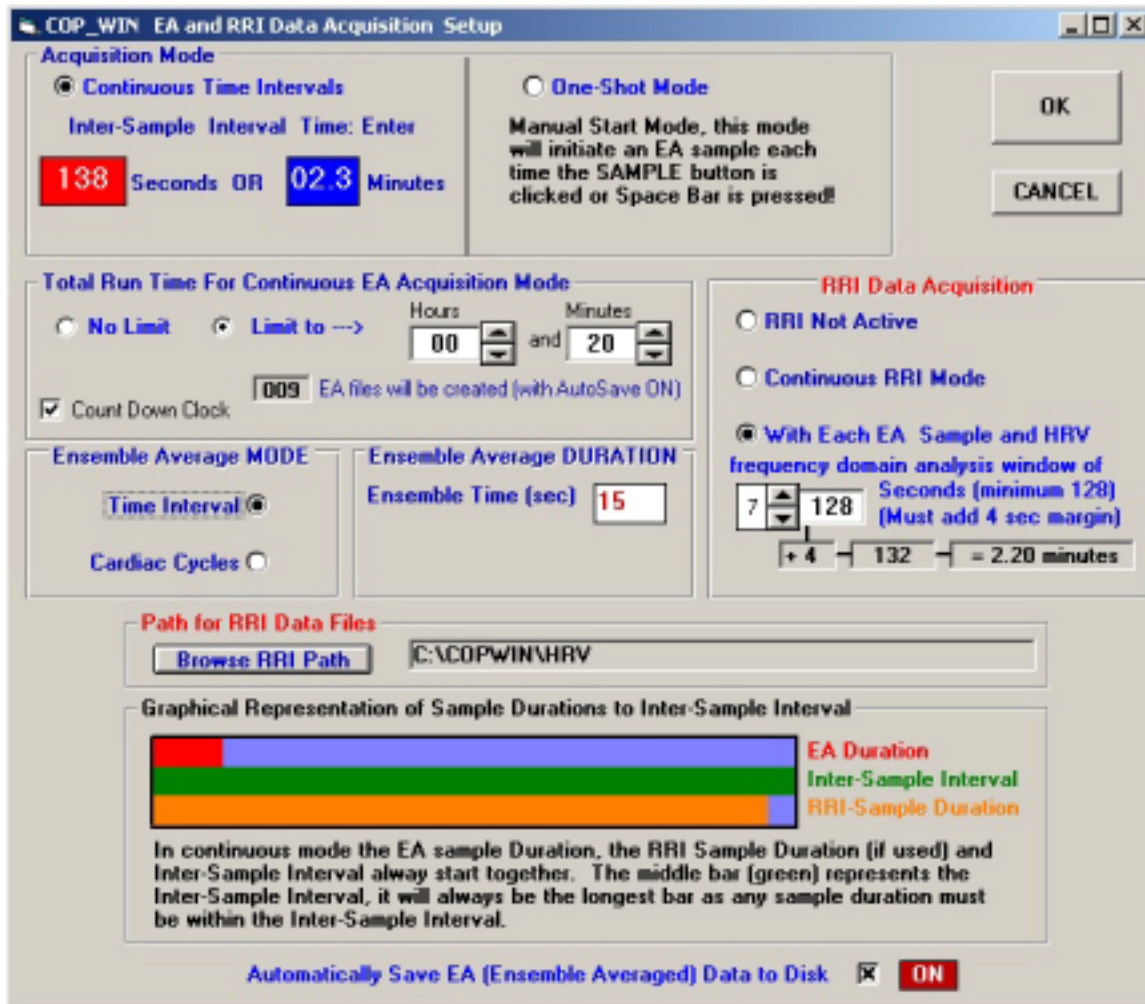 COP_WIN EA and RRI Data Acquisition Setup
Acquisition Mode
Continuous Time Intervals
Inter-Sample Interval Time: Enter
138 Seconds OR 02.3 Minutes
One-Shot Mode
Manual Start Mode, this mode
will initiate an EA sample each
time the SAMPLE button is
clicked or Space Bar is pressed!
OK
CANCEL
Total Run Time For Continuous EA Acquisition Mode
No Limit
Limit to --->
Hours
00
and
Minutes
20
009 EA files will be created (with AutoSave ON)
Count Down Clock
RRI Data Acquisition
RRI Not Active
Continuous RRI Mode
With Each EA Sample and HRV
frequency domain analysis window of
7 128 Seconds (minimum 128)
(Must add 4 sec margin)
+ 4 132 = 2.20 minutes
Ensemble Average MODE
Time Interval
Cardiac Cycles
Ensemble Average DURATION
Ensemble Time (sec) 15
Path for RRI Data Files
Browse RRI Path C:\COPWIN\HRV
Graphical Representation of Sample Durations to Inter-Sample Interval
EA Duration
Inter-Sample Interval
RRI-Sample Duration
In continuous mode the EA sample Duration, the RRI Sample Duration (if used) and
Inter-Sample Interval alway start together. The middle bar (green) represents the
Inter-Sample Interval, it will always be the longest bar as any sample duration must
be within the Inter-Sample Interval.
Automatically Save EA (Ensemble Averaged) Data to Disk ON